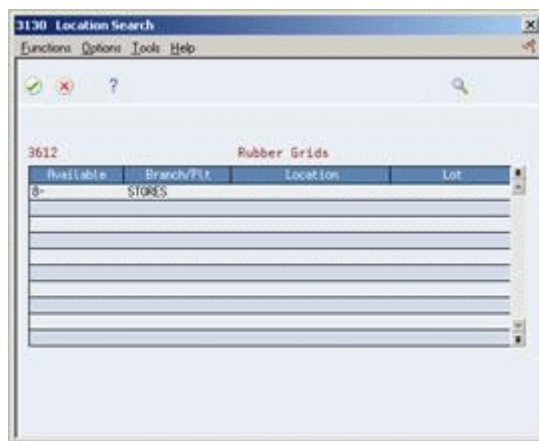 3130 Location Search
Functions Options Tools Help
?
3612 Rubber Grids
Available Branch/Plt Location Lot
8- STORES